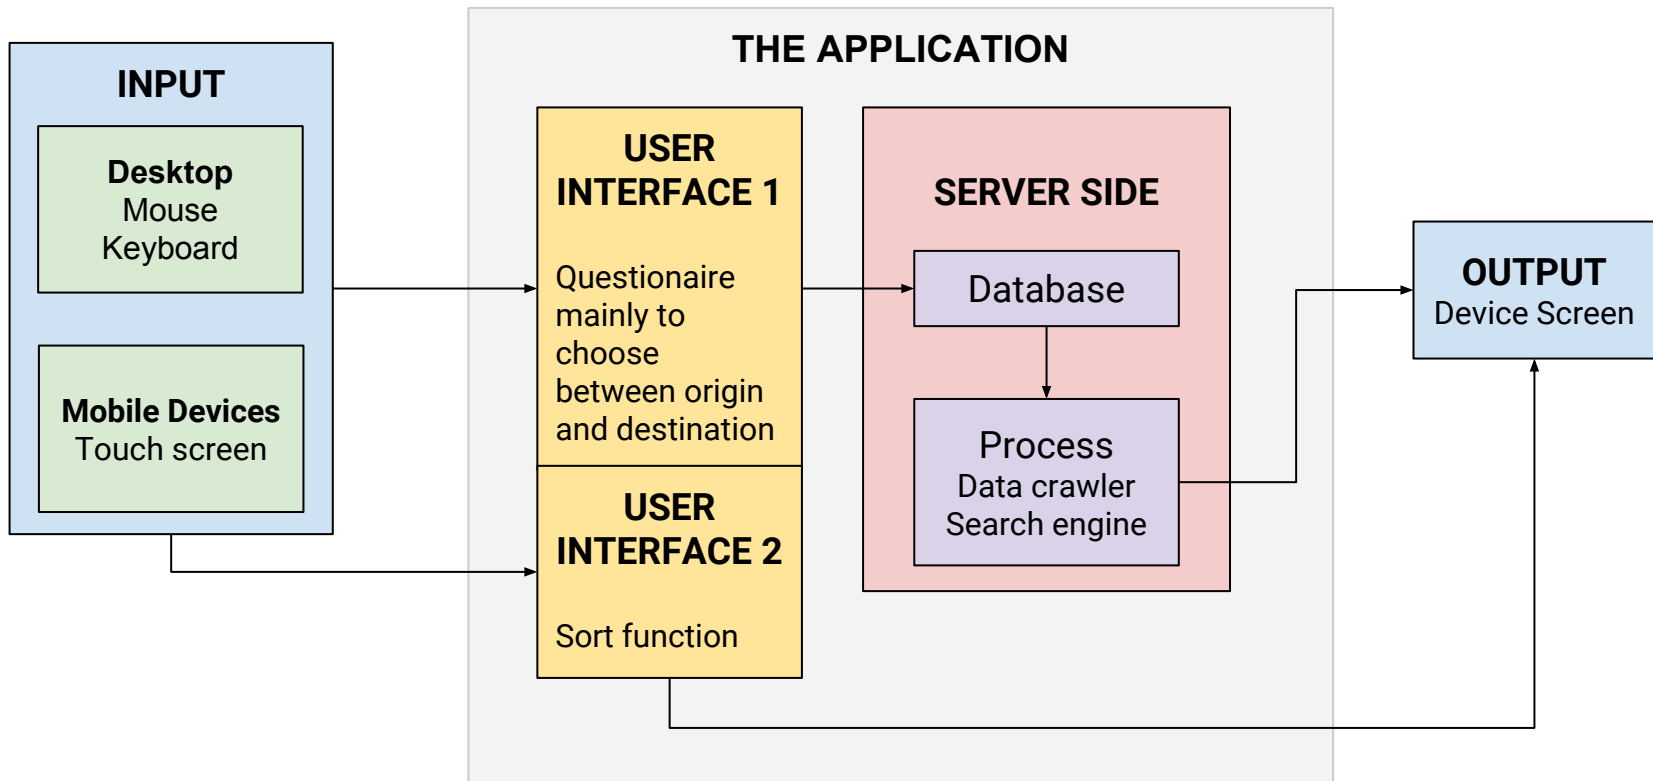 THE APPLICATION
INPUT
Desktop
Mouse
Keyboard
Mobile Devices
Touch screen
USER
INTERFACE 1
Questionaire
mainly to
choose
between origin
and destination
USER
INTERFACE 2
Sort function
SERVER SIDE
Database
Process
Data crawler
Search engine
OUTPUT
Device Screen